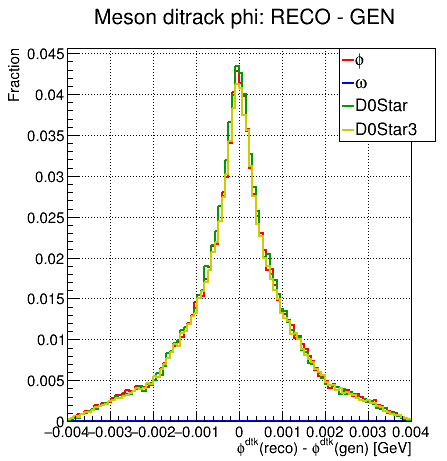 Meson ditrack phi: RECO - GEN
Fraction
0.045
0.04
0.035
0.03
0.025
0.02
0.015
0.01
0.005
0
ϕ
ω
D0Star
D0Star3
−0.004 −0.003 −0.002 −0.001 0 0.001 0.002 0.003 0.004
ϕ^dtk(reco) - ϕ^dtk(gen) [GeV]